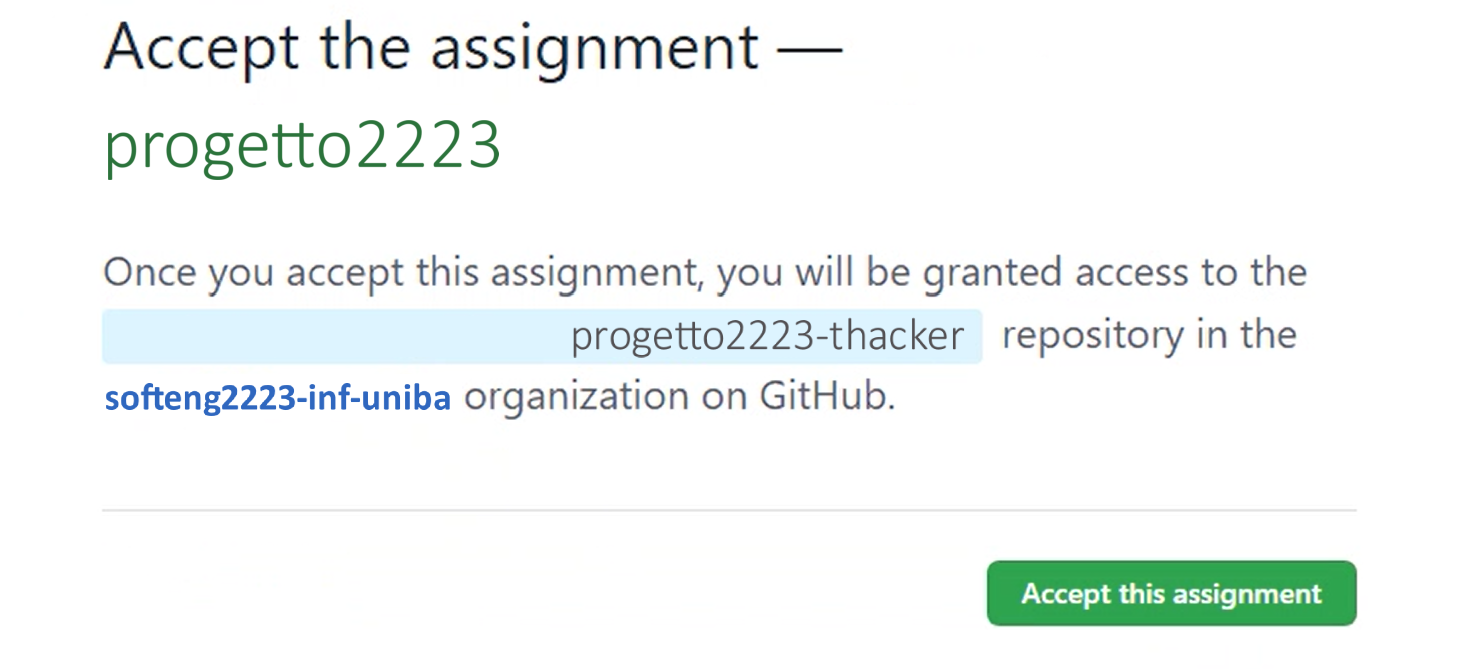 Accept the assignment —
progetto2223
Once you accept this assignment, you will be granted access to the
progetto2223-thacker repository in the
softeng2223-inf-uniba organization on GitHub.
Accept this assignment